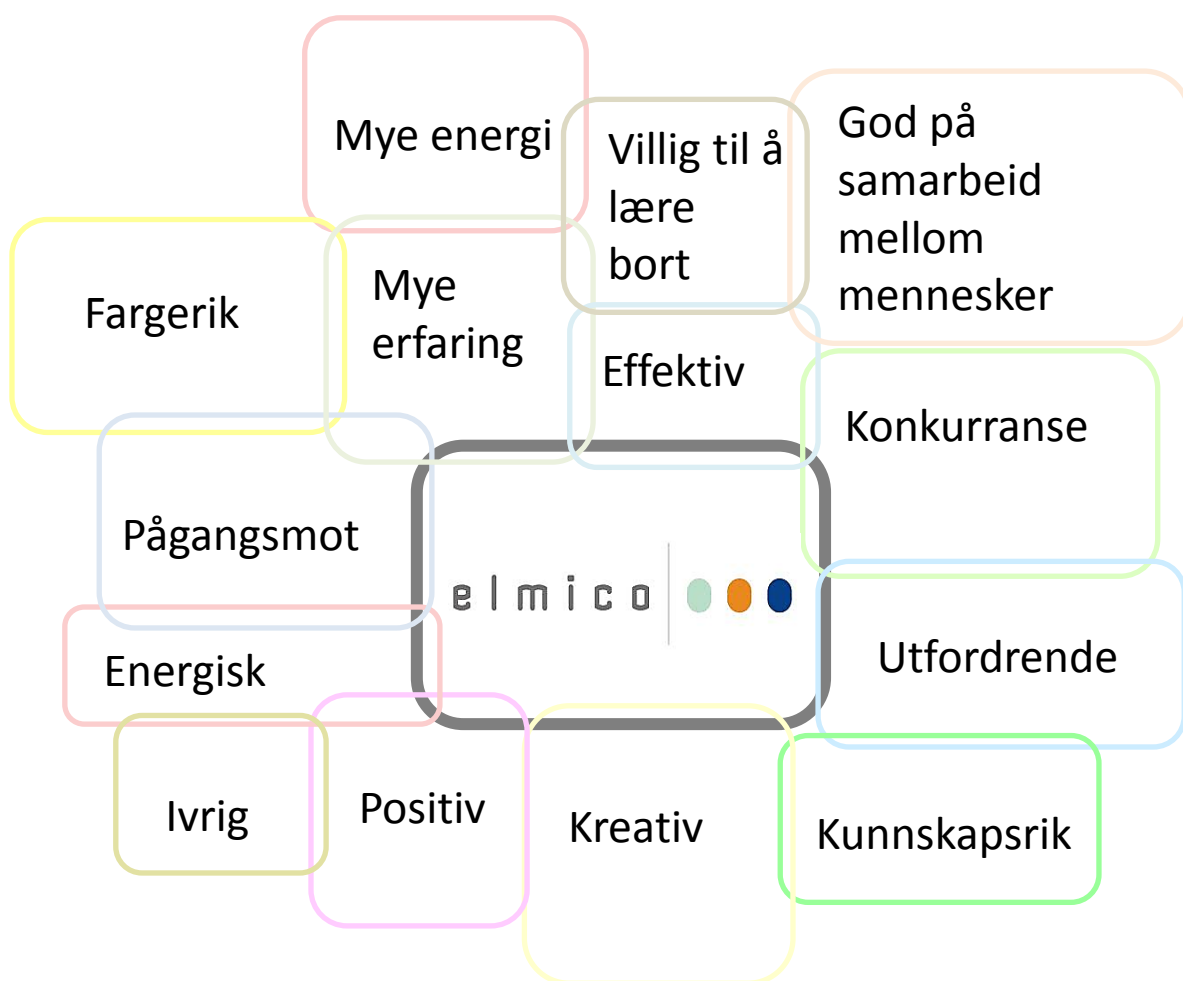 Mye energi
Villig til å
lære
bort
God på
samarbeid
mellom
mennesker
Fargerik
Mye
erfaring
Effektiv
Konkurranse
Pågangsmot
elmico
Utfordrende
Energisk
Ivrig
Positiv
Kreativ
Kunnskapsrik